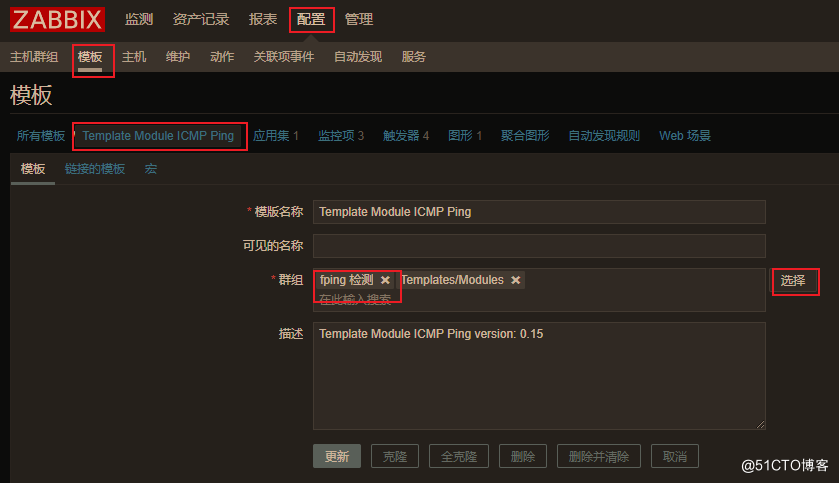 ZABBIX 监测 资产记录 报表 配置 管理
主机群组 模板 主机 维护 动作 关联项事件 自动发现 服务
模板
所有模板 / Template Module ICMP Ping 应用集 1 监控项 3 触发器 4 图形 1 聚合图形 自动发现规则 Web 场景
模板 链接的模板 宏
* 模版名称 Template Module ICMP Ping
可见的名称
* 群组 fping 检测 × Templates/Modules × 选择
在此输入搜索
描述 Template Module ICMP Ping version: 0.15
更新 克隆 全克隆 删除 删除并清除 取消
@51CTO博客